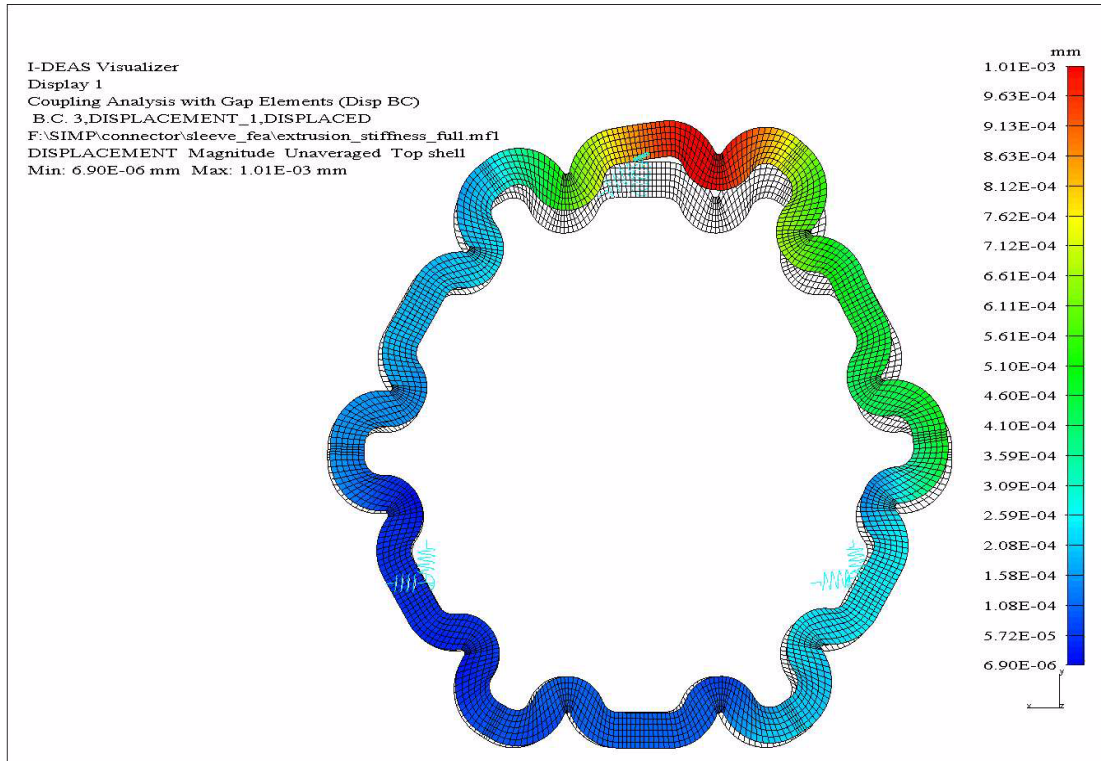 I-DEAS Visualizer
Display 1
Coupling Analysis with Gap Elements (Disp BC)
B.C. 3,DISPLACEMENT_1,DISPLACED
F:\SIMP\connector\sleeve_fea\extrusion_stiffness_full.mf1
DISPLACEMENT Magnitude Unaveraged Top shell
Min: 6.90E-06 mm Max: 1.01E-03 mm
mm
1.01E-03
9.63E-04
9.13E-04
8.63E-04
8.12E-04
7.62E-04
7.12E-04
6.61E-04
6.11E-04
5.61E-04
5.10E-04
4.60E-04
4.10E-04
3.59E-04
3.09E-04
2.59E-04
2.08E-04
1.58E-04
1.08E-04
5.72E-05
6.90E-06
Y
X
Z